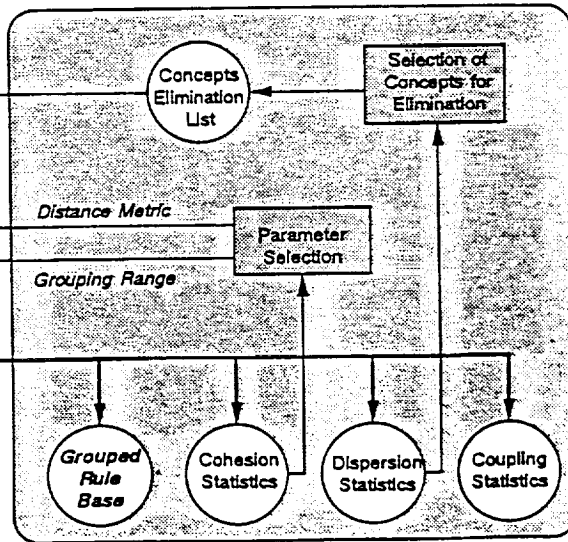 Concepts
Elimination
List
Selection of
Concepts for
Elimination
Distance Metric
Parameter
Selection
Grouping Range
Grouped
Rule
Base
Cohesion
Statistics
Dispersion
Statistics
Coupling
Statistics